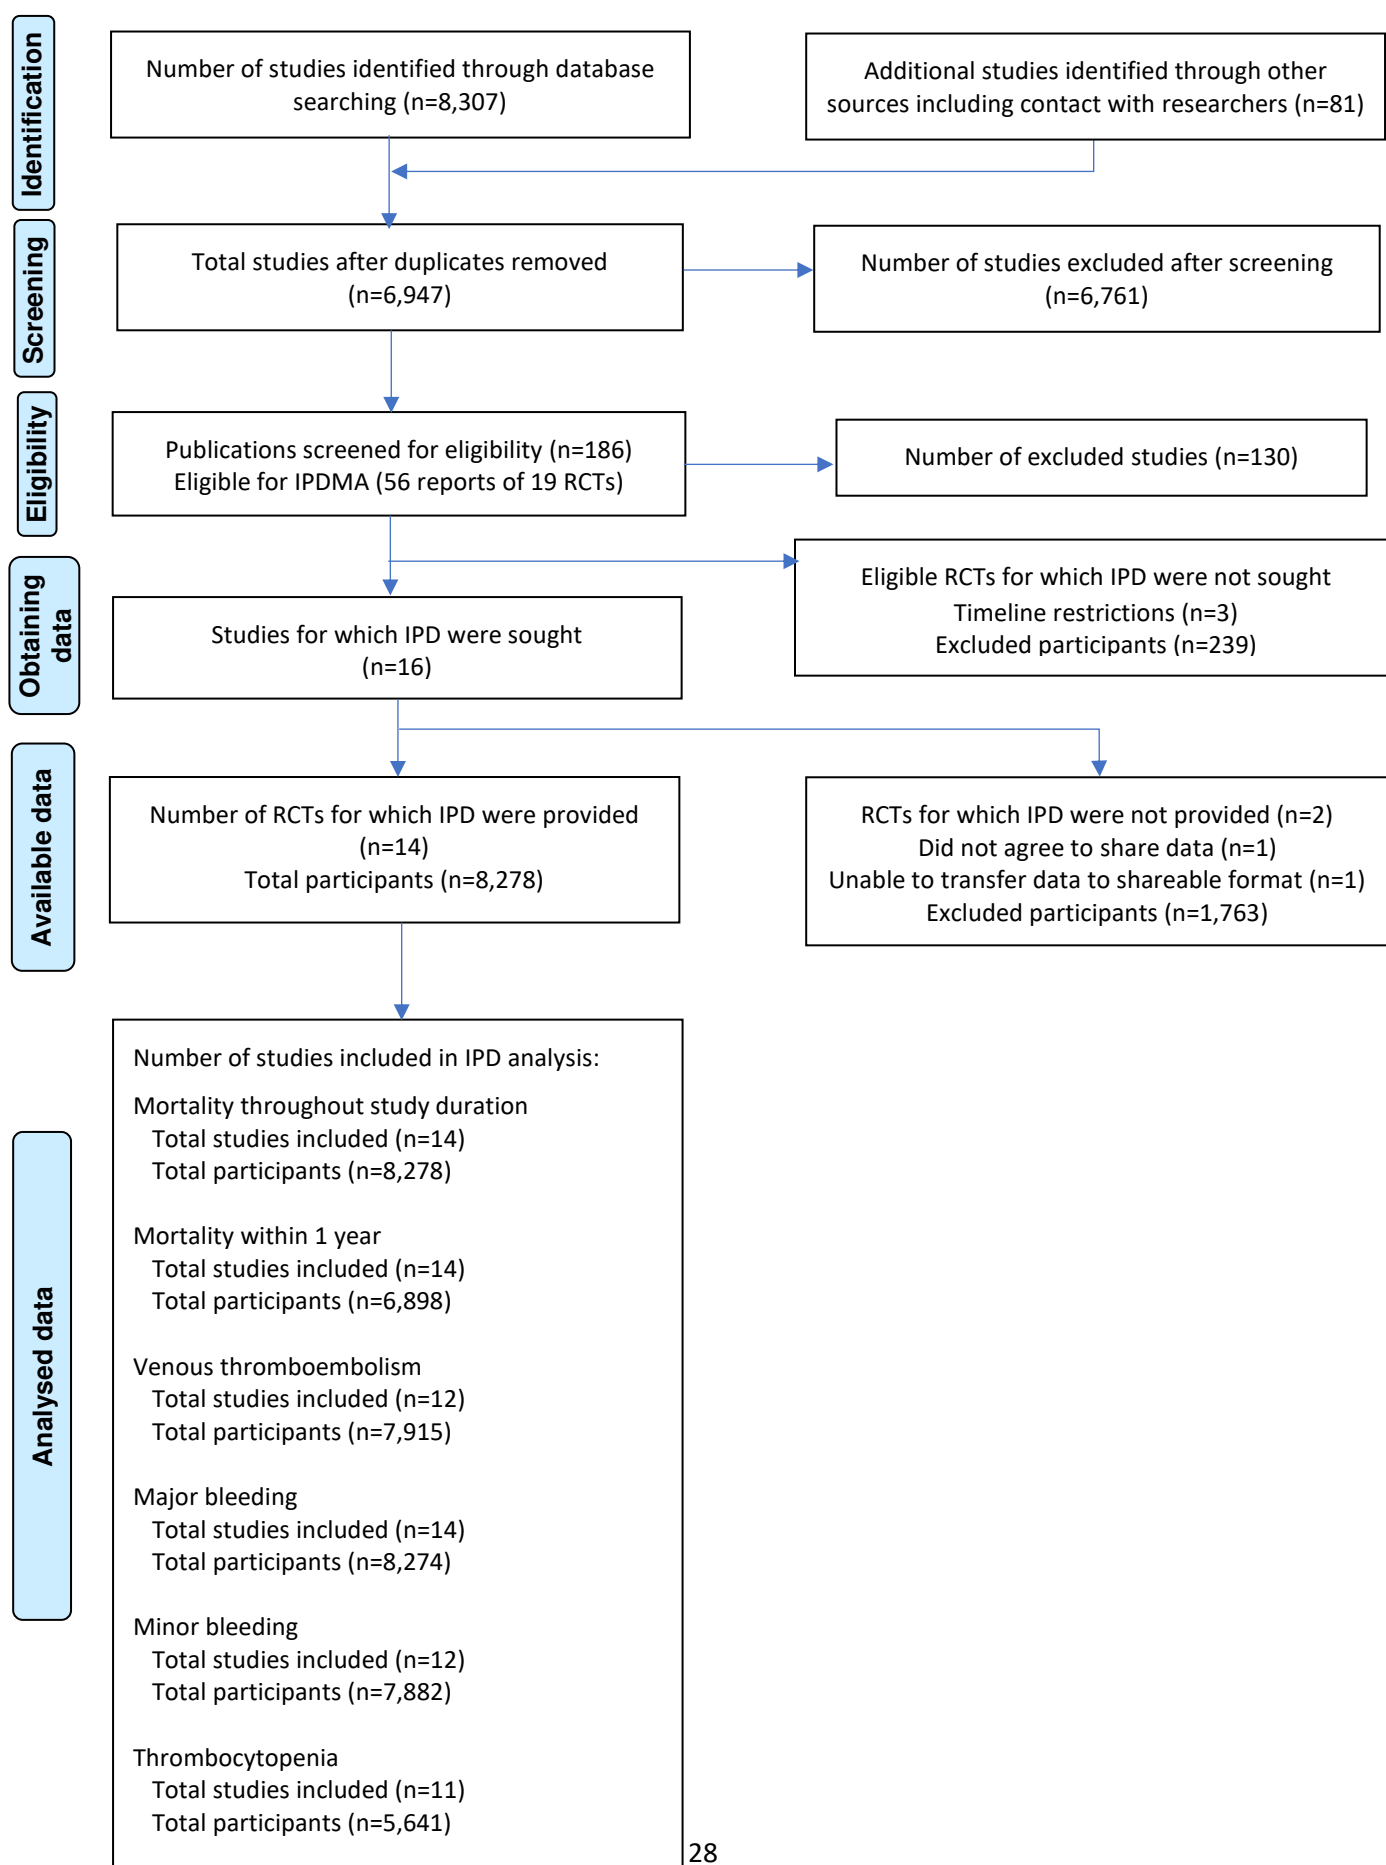 Identification
Number of studies identified through database
searching (n=8,307)
Additional studies identified through other
sources including contact with researchers (n=81)
Screening
Total studies after duplicates removed
(n=6,947)
Number of studies excluded after screening
(n=6,761)
Eligibility
Publications screened for eligibility (n=186)
Eligible for IPDMA (56 reports of 19 RCTs)
Number of excluded studies (n=130)
Obtaining
data
Studies for which IPD were sought
(n=16)
Eligible RCTs for which IPD were not sought
Timeline restrictions (n=3)
Excluded participants (n=239)
Available data
Number of RCTs for which IPD were provided
(n=14)
Total participants (n=8,278)
RCTs for which IPD were not provided (n=2)
Did not agree to share data (n=1)
Unable to transfer data to shareable format (n=1)
Excluded participants (n=1,763)
Analysed data
Number of studies included in IPD analysis:
Mortality throughout study duration
Total studies included (n=14)
Total participants (n=8,278)
Mortality within 1 year
Total studies included (n=14)
Total participants (n=6,898)
Venous thromboembolism
Total studies included (n=12)
Total participants (n=7,915)
Major bleeding
Total studies included (n=14)
Total participants (n=8,274)
Minor bleeding
Total studies included (n=12)
Total participants (n=7,882)
Thrombocytopenia
Total studies included (n=11)
Total participants (n=5,641)
28